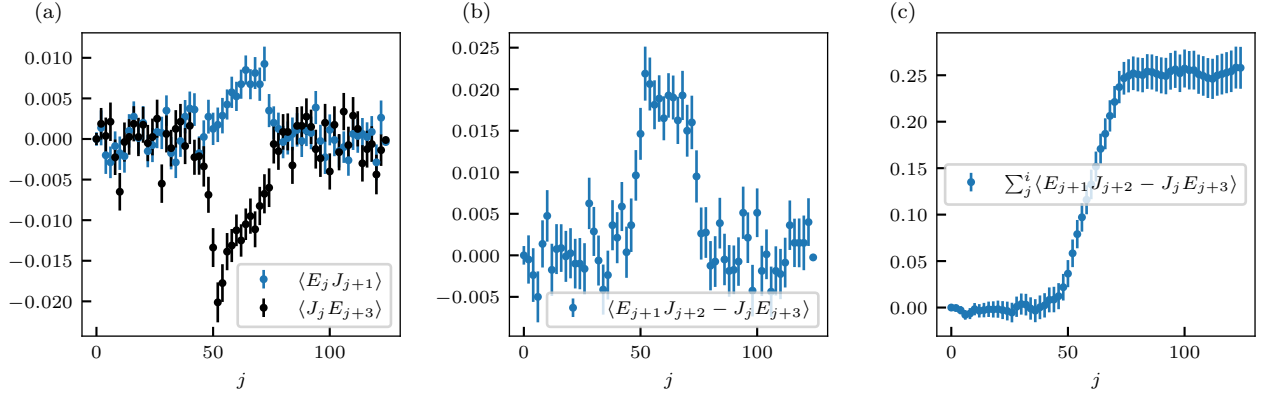 (a)
0.010
0.005
0.000
−0.005
−0.010
−0.015
−0.020
0
50
100
j
⟨E_j J_{j+1}⟩
⟨J_j E_{j+3}⟩
(b)
0.025
0.020
0.015
0.010
0.005
0.000
−0.005
0
50
100
j
⟨E_{j+1} J_{j+2} − J_j E_{j+3}⟩
(c)
0.25
0.20
0.15
0.10
0.05
0.00
0
50
100
j
∑_j^i ⟨E_{j+1} J_{j+2} − J_j E_{j+3}⟩